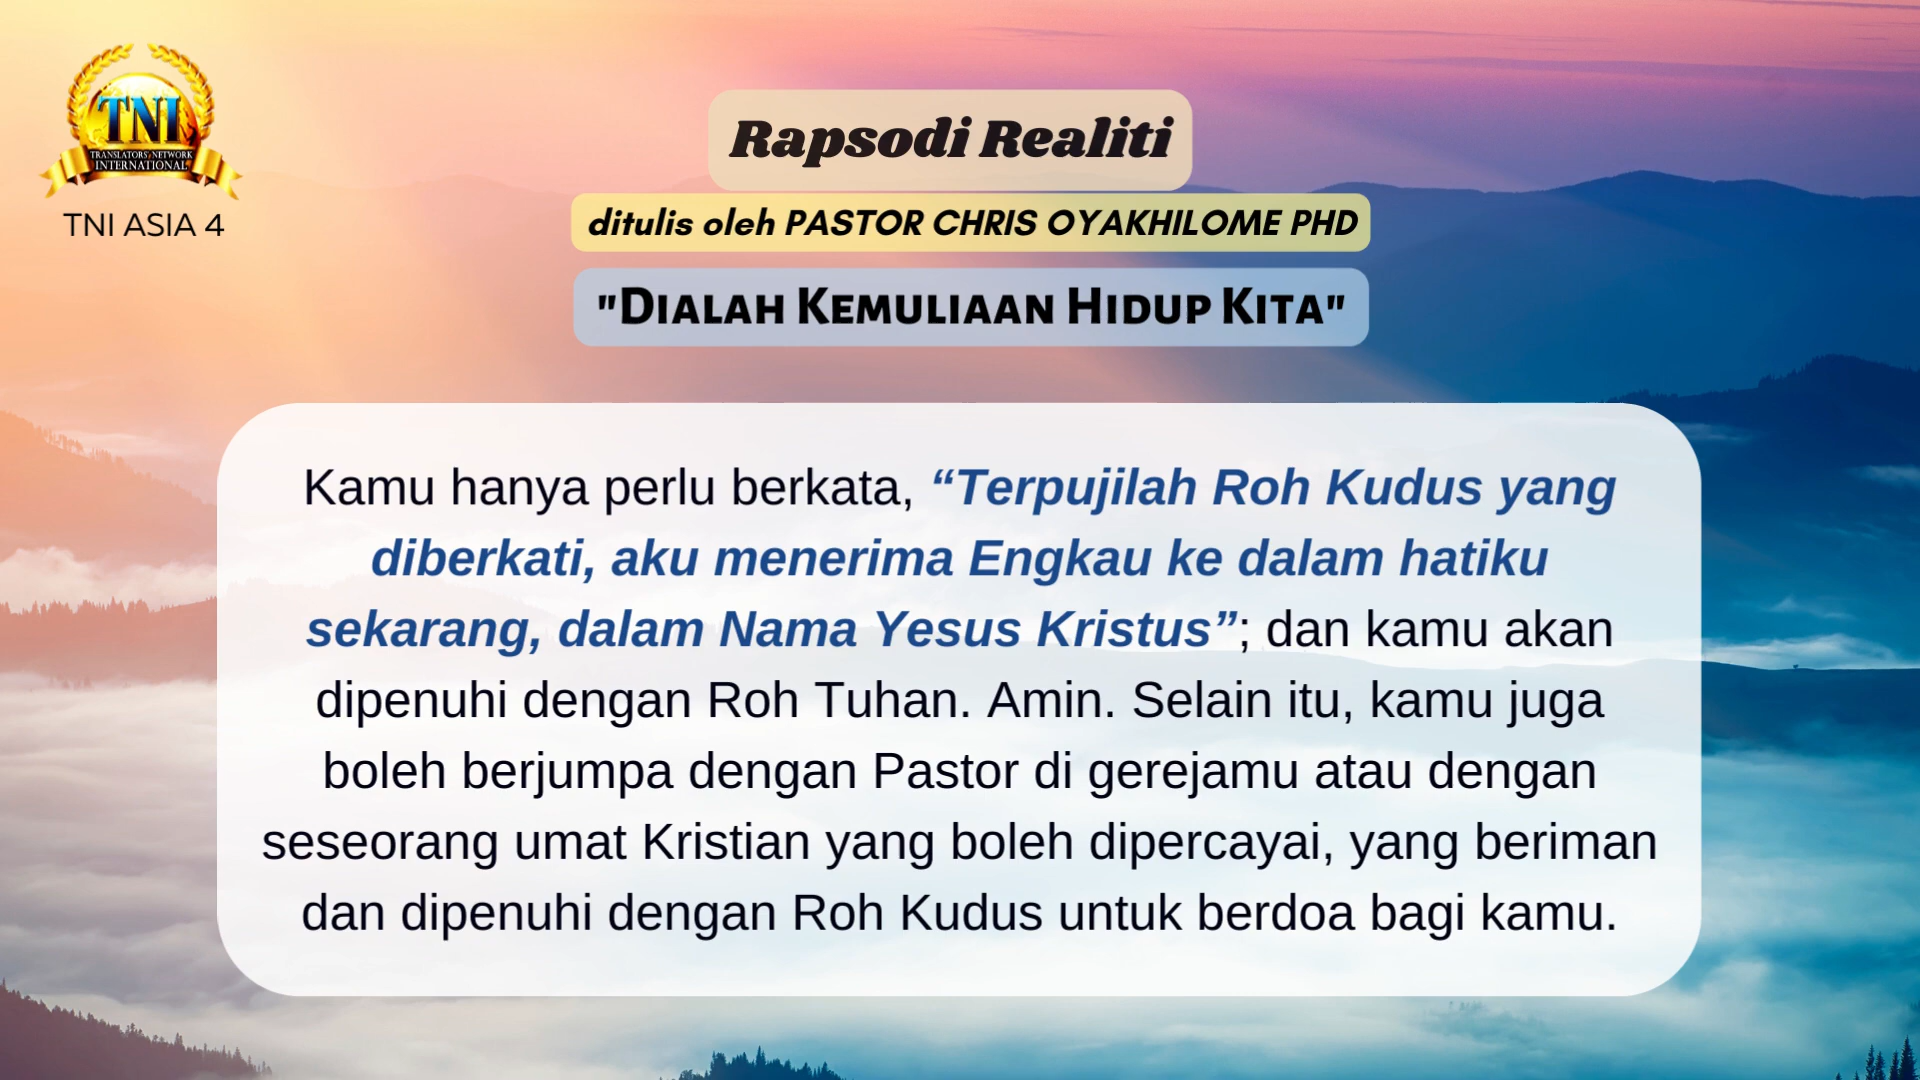 TNI
TRANSLATORS NETWORK
INTERNATIONAL
TNI ASIA 4
Rapsodi Realiti
ditulis oleh PASTOR CHRIS OYAKHILOME PHD
"Dialah Kemuliaan Hidup Kita"
Kamu hanya perlu berkata, “Terpujilah Roh Kudus yang
diberkati, aku menerima Engkau ke dalam hatiku
sekarang, dalam Nama Yesus Kristus”; dan kamu akan
dipenuhi dengan Roh Tuhan. Amin. Selain itu, kamu juga
boleh berjumpa dengan Pastor di gerejamu atau dengan
seseorang umat Kristian yang boleh dipercayai, yang beriman
dan dipenuhi dengan Roh Kudus untuk berdoa bagi kamu.